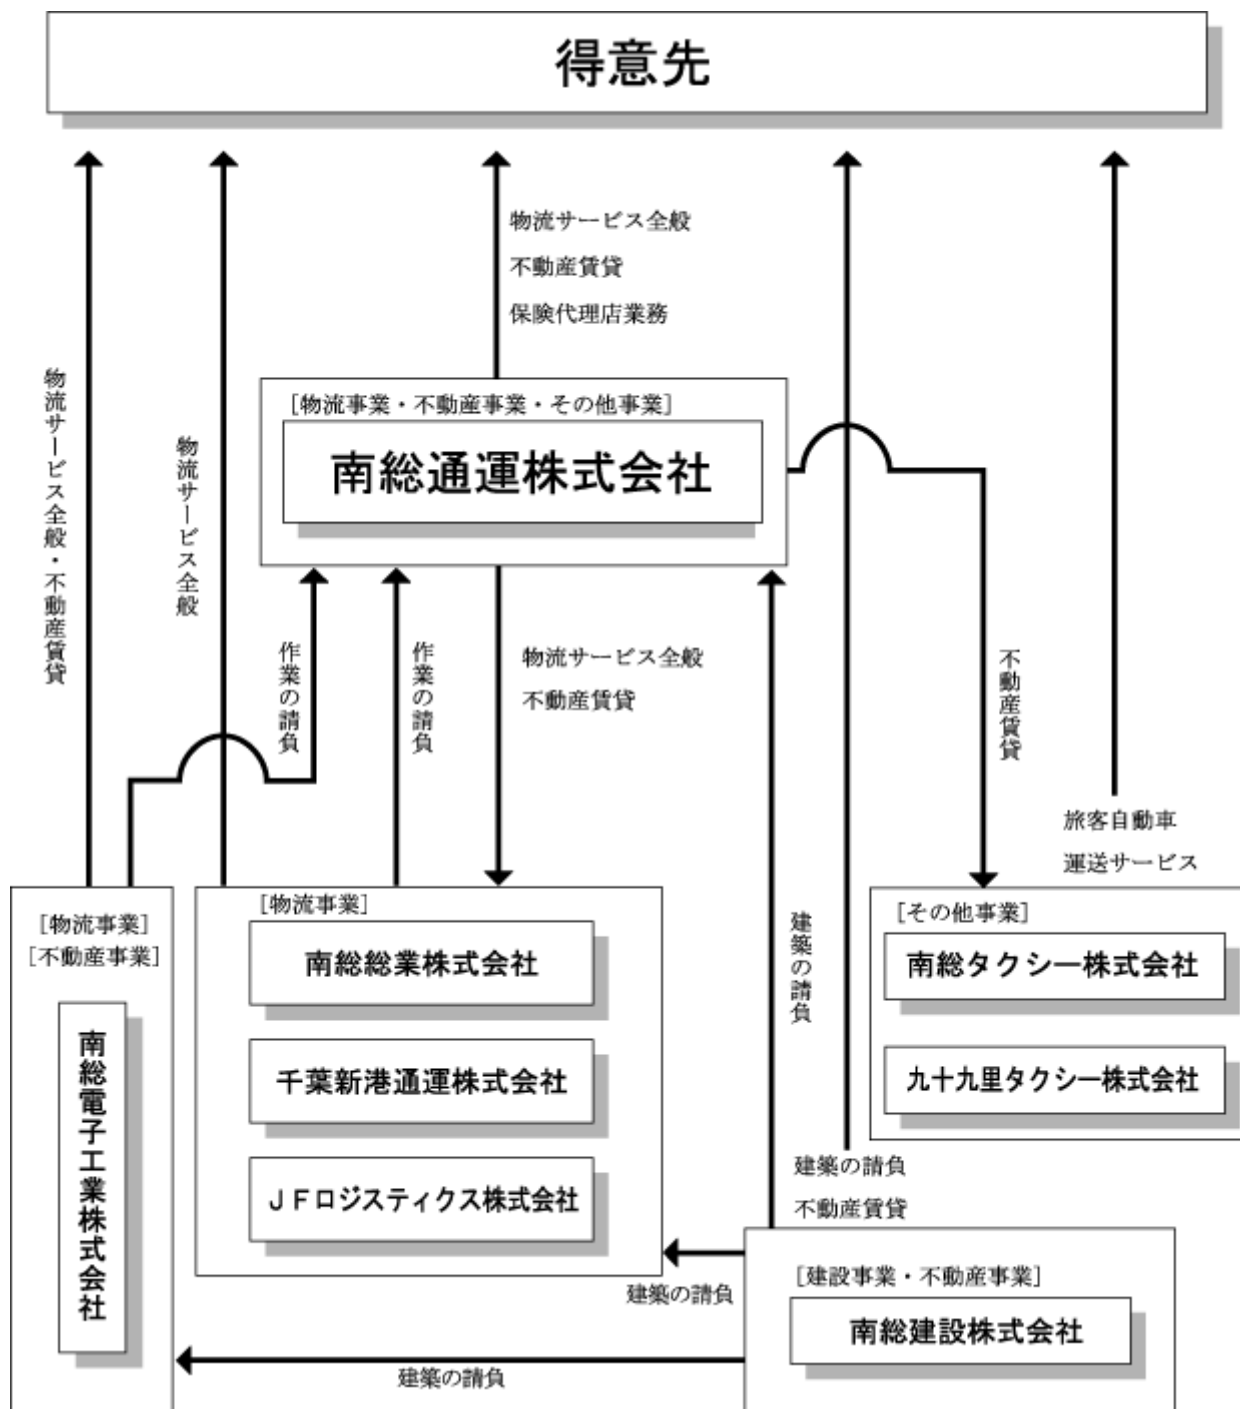 得意先
物流サービス全般
不動産賃貸
保険代理店業務
物流サービス全般・不動産賃貸
物流サービス全般
[物流事業・不動産事業・その他事業]
南総通運株式会社
作業の請負
作業の請負
物流サービス全般
不動産賃貸
不動産賃貸
旅客自動車
運送サービス
[物流事業]
[不動産事業]
南総電子工業株式会社
[物流事業]
南総総業株式会社
千葉新港通運株式会社
ＪＦロジスティクス株式会社
建築の請負
[その他事業]
南総タクシー株式会社
九十九里タクシー株式会社
建築の請負
不動産賃貸
建築の請負
[建設事業・不動産事業]
南総建設株式会社
建築の請負